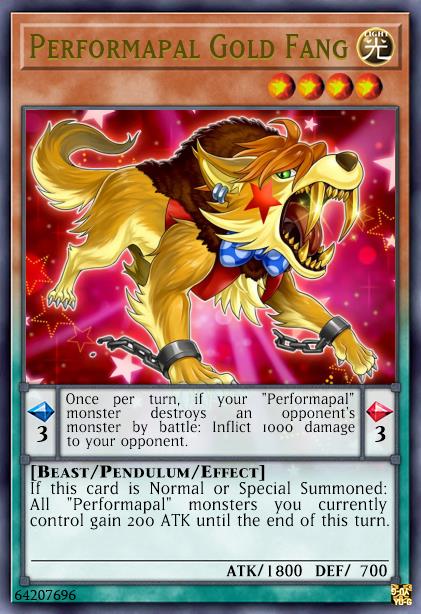 PERFORMAPAL GOLD FANG
LIGHT
光
Once per turn, if your "Performapal"
monster destroys an opponent's
monster by battle: Inflict 1000 damage
to your opponent.
3
3
[BEAST/PENDULUM/EFFECT]
If this card is Normal or Special Summoned:
All "Performapal" monsters you currently
control gain 200 ATK until the end of this turn.
ATK/1800 DEF/ 700
64207696